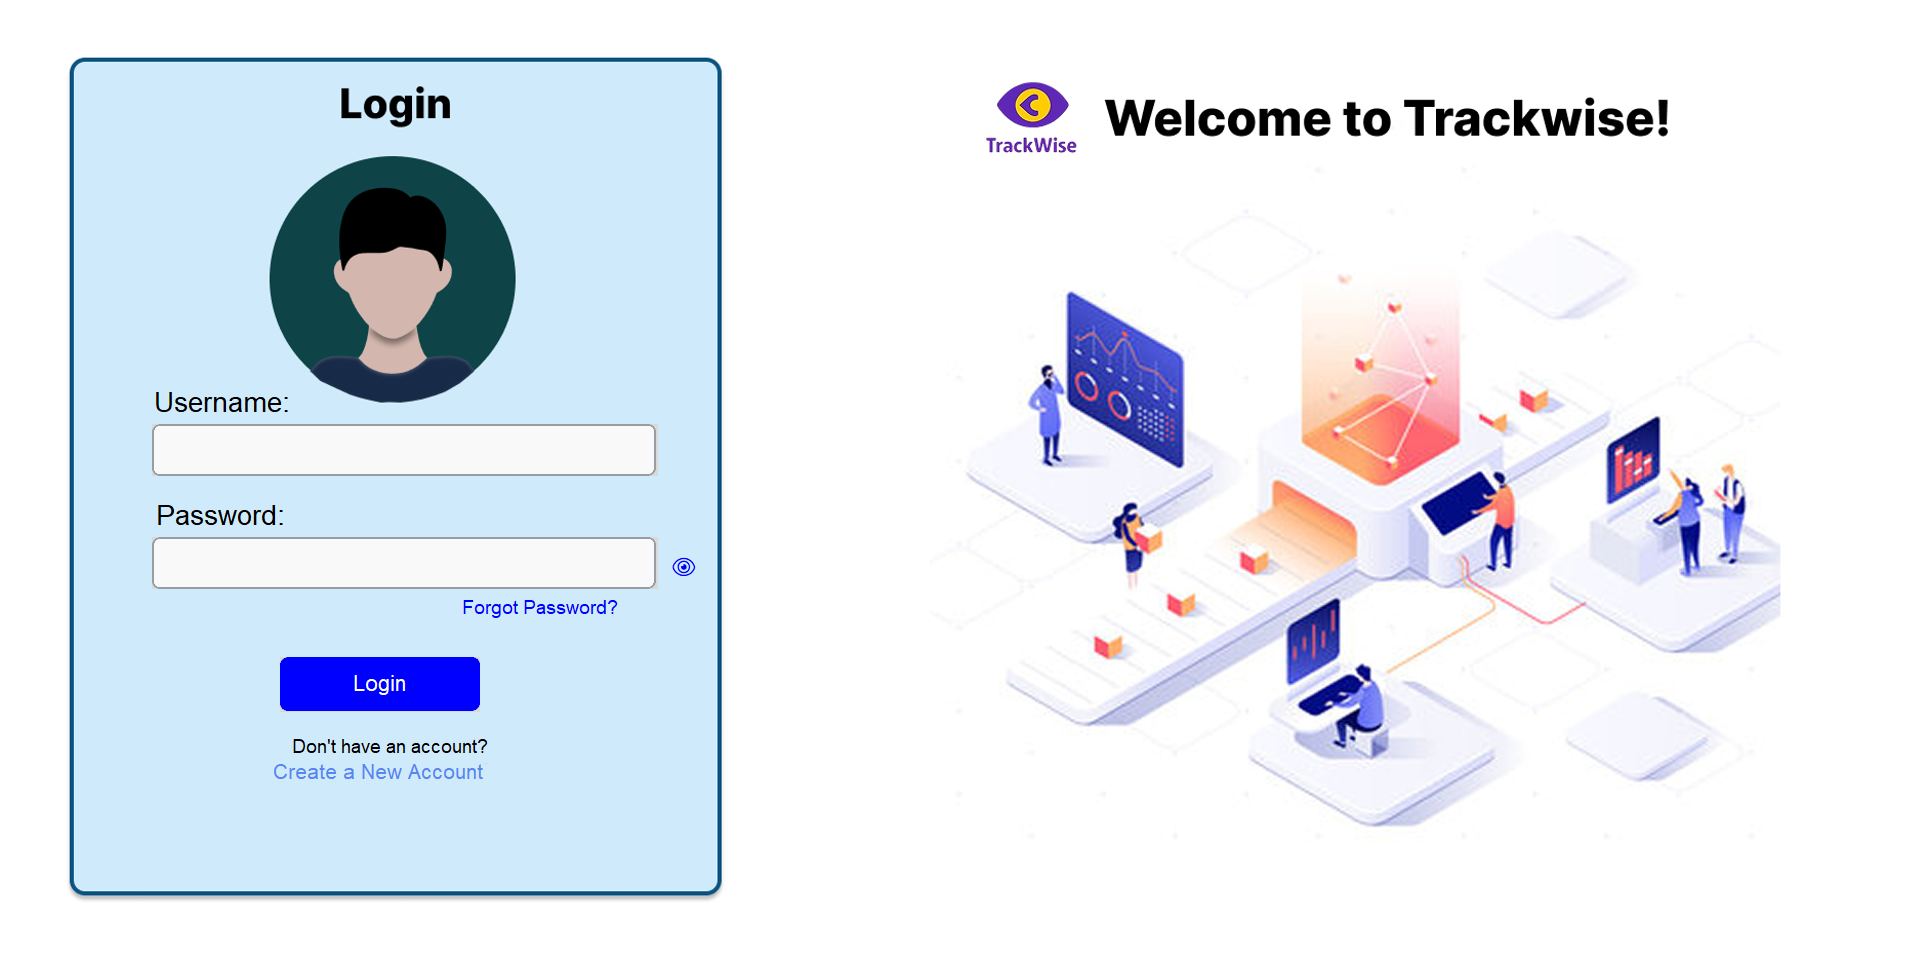 Login
Username:
Password:
Forgot Password?
Login
Don't have an account?
Create a New Account
TrackWise
Welcome to Trackwise!